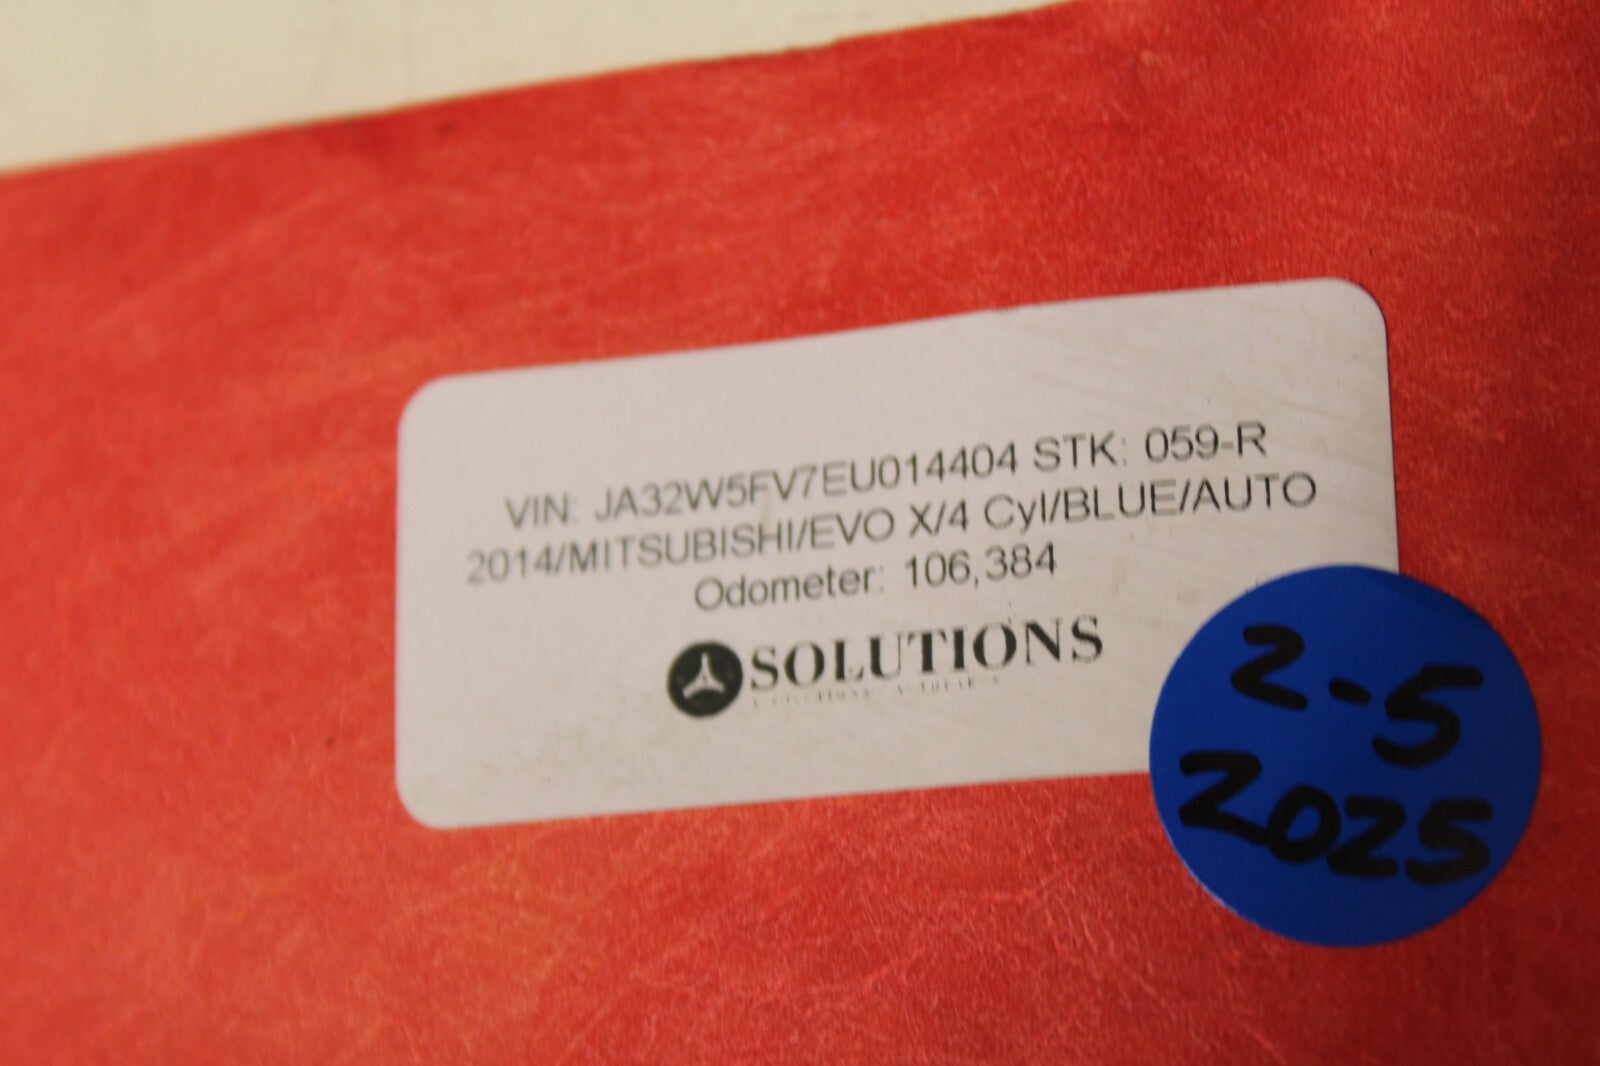 VIN: JA32W5FV7EU014404 STK: 059-R
2014/MITSUBISHI/EVO X/4 Cyl/BLUE/AUTO
Odometer: 106,384
SOLUTIONS
2-5
2025